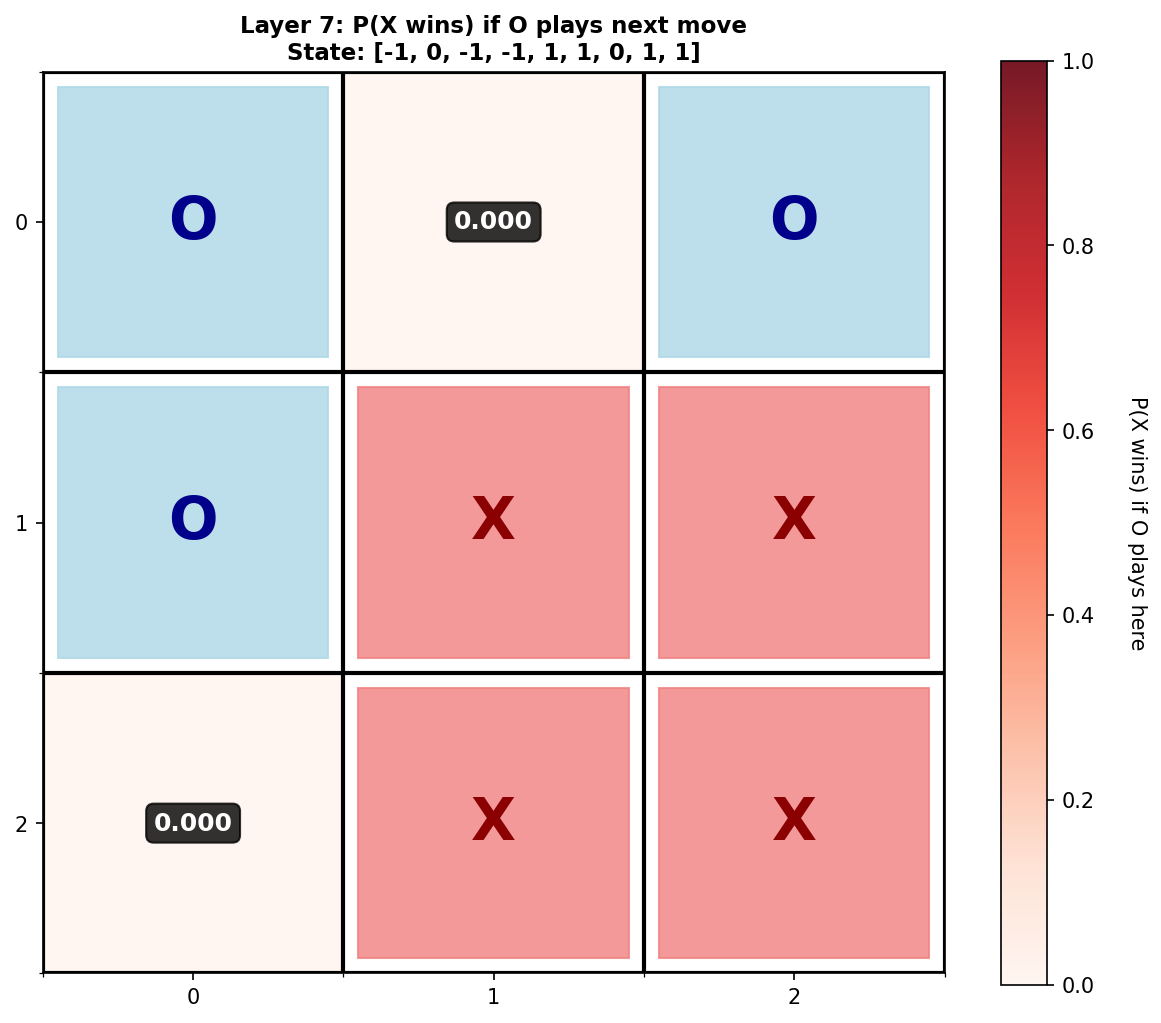 Layer 7: P(X wins) if O plays next move
State: [-1, 0, -1, -1, 1, 1, 0, 1, 1]
0
O
0.000
O
1
O
X
X
2
0.000
X
X
0
1
2
1.0
0.8
0.6
0.4
0.2
0.0
P(X wins) if O plays here